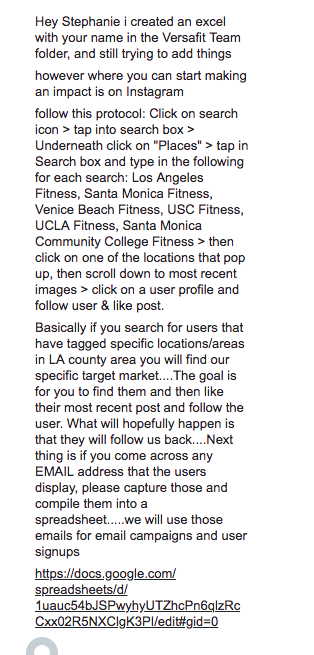 Hey Stephanie i created an excel
with your name in the Versafit Team
folder, and still trying to add things
however where you can start making
an impact is on Instagram
follow this protocol: Click on search
icon > tap into search box >
Underneath click on "Places" > tap in
Search box and type in the following
for each search: Los Angeles
Fitness, Santa Monica Fitness,
Venice Beach Fitness, USC Fitness,
UCLA Fitness, Santa Monica
Community College Fitness > then
click on one of the locations that pop
up, then scroll down to most recent
images > click on a user profile and
follow user & like post.
Basically if you search for users that
have tagged specific locations/areas
in LA county area you will find our
specific target market....The goal is
for you to find them and then like
their most recent post and follow the
user. What will hopefully happen is
that they will follow us back....Next
thing is if you come across any
EMAIL address that the users
display, please capture those and
compile them into a
spreadsheet.....we will use those
emails for email campaigns and user
signups
https://docs.google.com/
spreadsheets/d/
1uauc54bJSPwyhyUTZhcPn6qlzRc
Cxx02R5NXClgK3PI/edit#gid=0